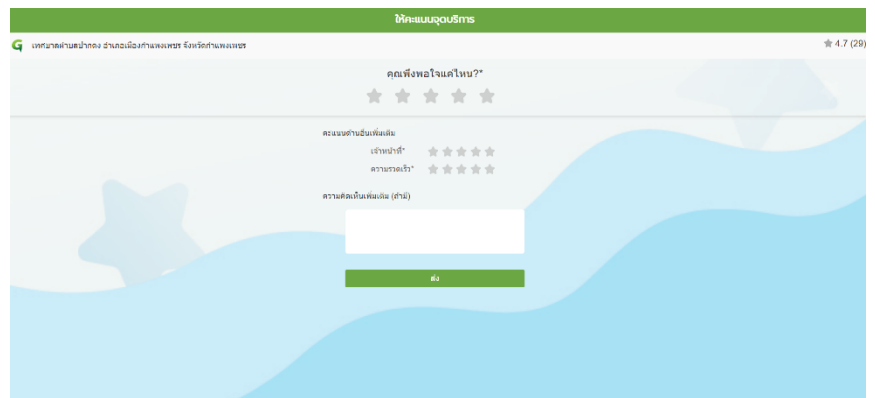 ให้คะแนนจุดบริการ
เทศบาลตำบลปากดง อำเภอเมืองกำแพงเพชร จังหวัดกำแพงเพชร
4.7 (29)
คุณพึงพอใจแค่ไหน?*
คะแนนด้านอื่นเพิ่มเติม
เจ้าหน้าที่*
ความรวดเร็ว*
ความคิดเห็นเพิ่มเติม (ถ้ามี)
ส่ง